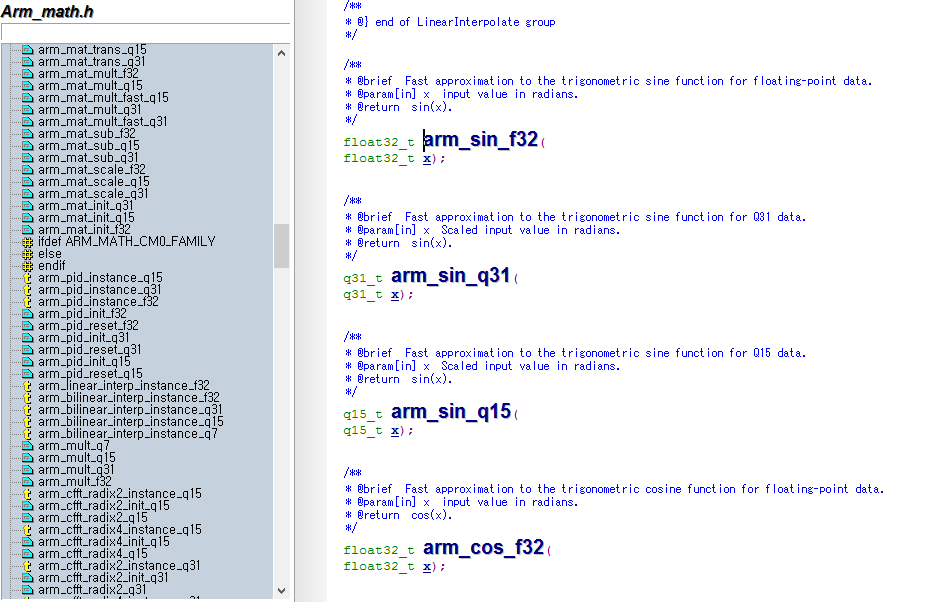 Arm_math.h
arm_mat_trans_q15
arm_mat_trans_q31
arm_mat_mult_f32
arm_mat_mult_q15
arm_mat_mult_fast_q15
arm_mat_mult_q31
arm_mat_mult_fast_q31
arm_mat_sub_f32
arm_mat_sub_q15
arm_mat_sub_q31
arm_mat_scale_f32
arm_mat_scale_q15
arm_mat_scale_q31
arm_mat_init_q31
arm_mat_init_q15
arm_mat_init_f32
ifdef ARM_MATH_CM0_FAMILY
else
endif
arm_pid_instance_q15
arm_pid_instance_q31
arm_pid_instance_f32
arm_pid_init_f32
arm_pid_reset_f32
arm_pid_init_q31
arm_pid_reset_q31
arm_pid_init_q15
arm_pid_reset_q15
arm_linear_interp_instance_f32
arm_bilinear_interp_instance_f32
arm_bilinear_interp_instance_q31
arm_bilinear_interp_instance_q15
arm_bilinear_interp_instance_q7
arm_mult_q7
arm_mult_q15
arm_mult_q31
arm_mult_f32
arm_cfft_radix2_instance_q15
arm_cfft_radix2_init_q15
arm_cfft_radix2_q15
arm_cfft_radix4_instance_q15
arm_cfft_radix4_init_q15
arm_cfft_radix4_q15
arm_cfft_radix2_instance_q31
arm_cfft_radix2_init_q31
arm_cfft_radix2_q31
/**
* @} end of LinearInterpolate group
*/
/**
* @brief  Fast approximation to the trigonometric sine function for floating-point data.
* @param[in] x  input value in radians.
* @return  sin(x).
*/
float32_t arm_sin_f32(
float32_t x);
/**
* @brief  Fast approximation to the trigonometric sine function for Q31 data.
* @param[in] x  Scaled input value in radians.
* @return  sin(x).
*/
q31_t arm_sin_q31(
q31_t x);
/**
* @brief  Fast approximation to the trigonometric sine function for Q15 data.
* @param[in] x  Scaled input value in radians.
* @return  sin(x).
*/
q15_t arm_sin_q15(
q15_t x);
/**
* @brief  Fast approximation to the trigonometric cosine function for floating-point data.
* @param[in] x  input value in radians.
* @return  cos(x).
*/
float32_t arm_cos_f32(
float32_t x);